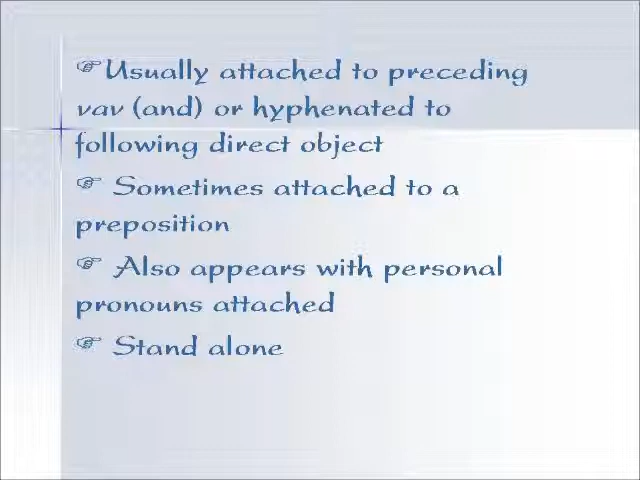 ☞Usually attached to preceding
vav (and) or hyphenated to
following direct object
☞ Sometimes attached to a
preposition
☞ Also appears with personal
pronouns attached
☞ Stand alone